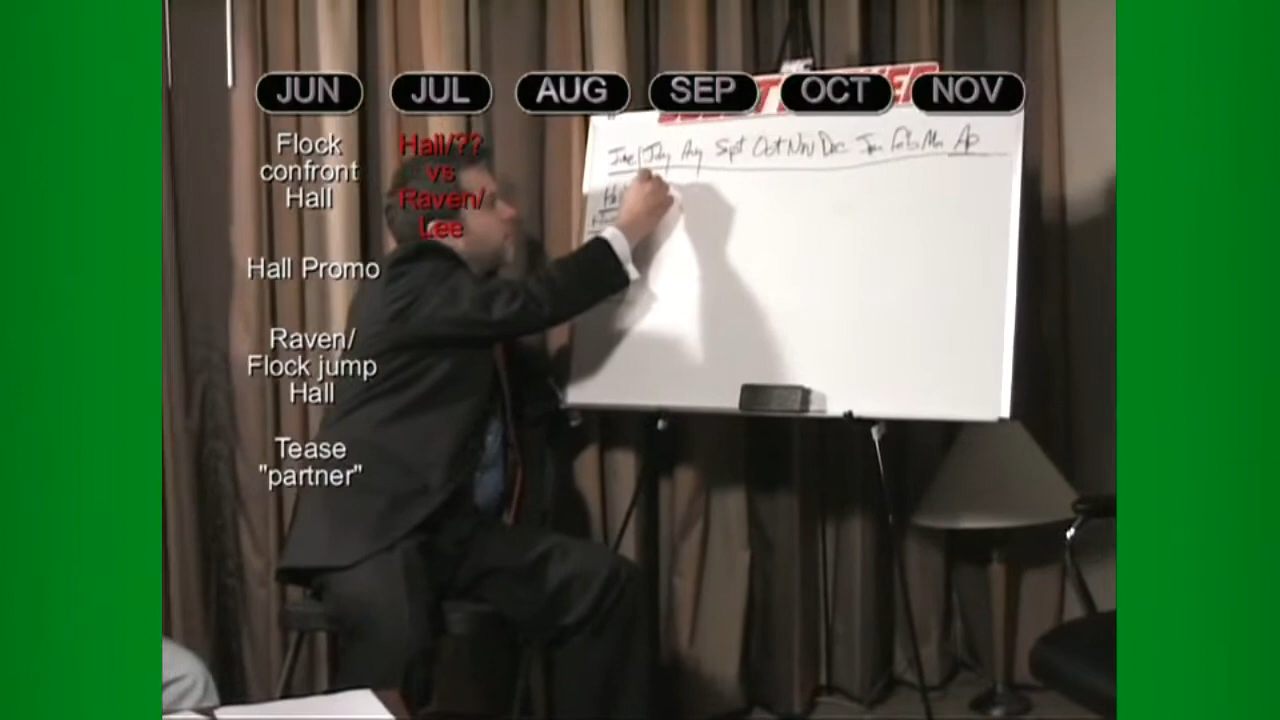 JUN JUL AUG SEP OCT NOV
Flock
confront
Hall
Hall Promo
Raven/
Flock jump
Hall
Tease
"partner"
Hall/??
vs
Raven/
Lee
June July Aug Sept Oct Nov Dec Jan Feb Mar Ap